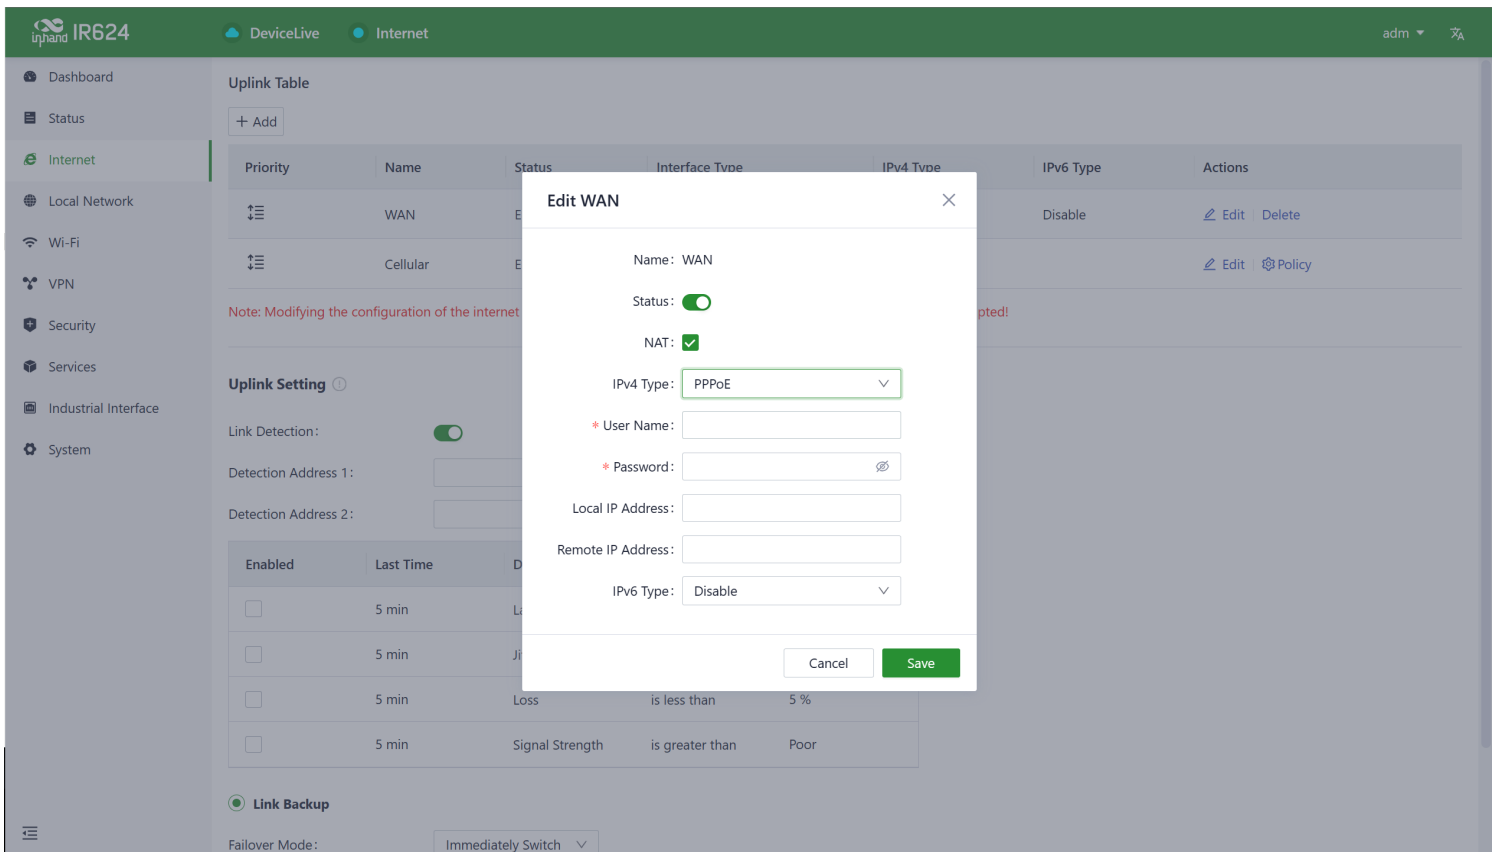 inhand IR624
DeviceLive
Internet
adm
Dashboard
Status
Internet
Local Network
Wi-Fi
VPN
Security
Services
Industrial Interface
System
Uplink Table
+ Add
Priority Name Status Interface Type IPv4 Type IPv6 Type Actions
WAN E Disable Edit Delete
Cellular E Edit Policy
Note: Modifying the configuration of the internet pted!
Uplink Setting
Link Detection:
Detection Address 1:
Detection Address 2:
Enabled Last Time D
5 min La
5 min Ji
5 min Loss is less than 5 %
5 min Signal Strength is greater than Poor
Link Backup
Failover Mode: Immediately Switch
Edit WAN
Name: WAN
Status:
NAT:
IPv4 Type: PPPoE
* User Name:
* Password:
Local IP Address:
Remote IP Address:
IPv6 Type: Disable
Cancel Save